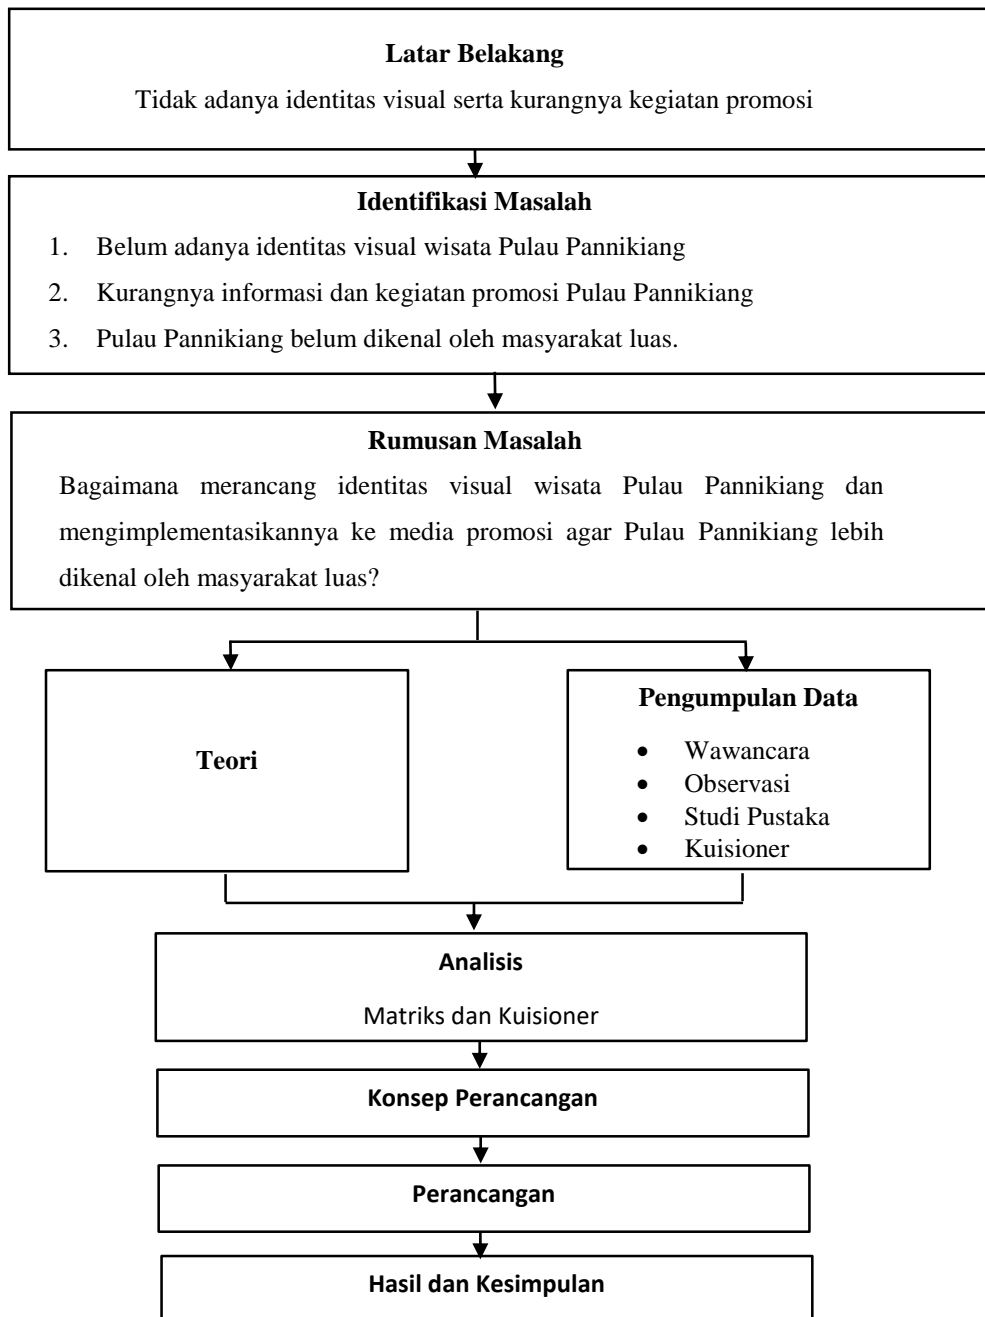 Latar Belakang
Tidak adanya identitas visual serta kurangnya kegiatan promosi
Identifikasi Masalah
1. Belum adanya identitas visual wisata Pulau Pannikiang
2. Kurangnya informasi dan kegiatan promosi Pulau Pannikiang
3. Pulau Pannikiang belum dikenal oleh masyarakat luas.
Rumusan Masalah
Bagaimana merancang identitas visual wisata Pulau Pannikiang dan
mengimplementasikannya ke media promosi agar Pulau Pannikiang lebih
dikenal oleh masyarakat luas?
Teori
Pengumpulan Data
• Wawancara
• Observasi
• Studi Pustaka
• Kuisioner
Analisis
Matriks dan Kuisioner
Konsep Perancangan
Perancangan
Hasil dan Kesimpulan